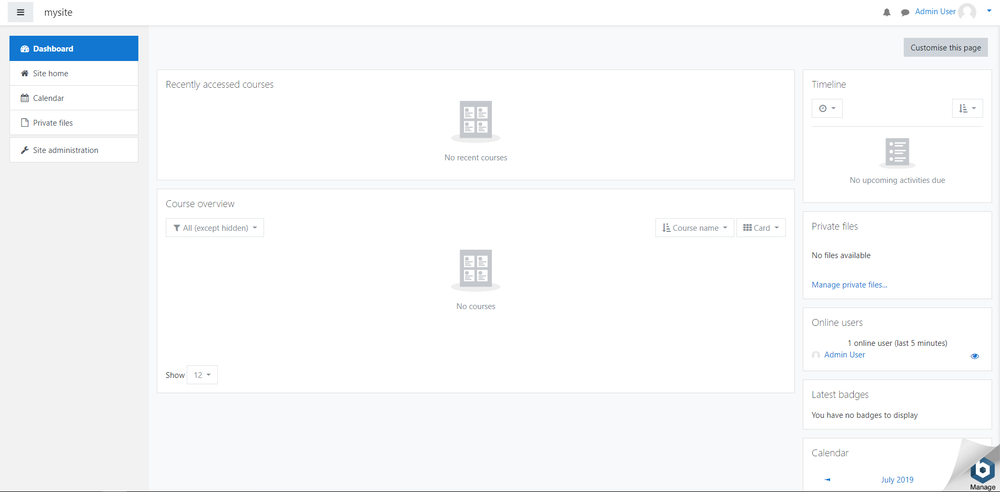 mysite
Admin User
Dashboard
Site home
Calendar
Private files
Site administration
Customise this page
Recently accessed courses
No recent courses
Course overview
All (except hidden)
Course name
Card
No courses
Show 12
Timeline
No upcoming activities due
Private files
No files available
Manage private files...
Online users
1 online user (last 5 minutes)
Admin User
Latest badges
You have no badges to display
Calendar
July 2019
Manage